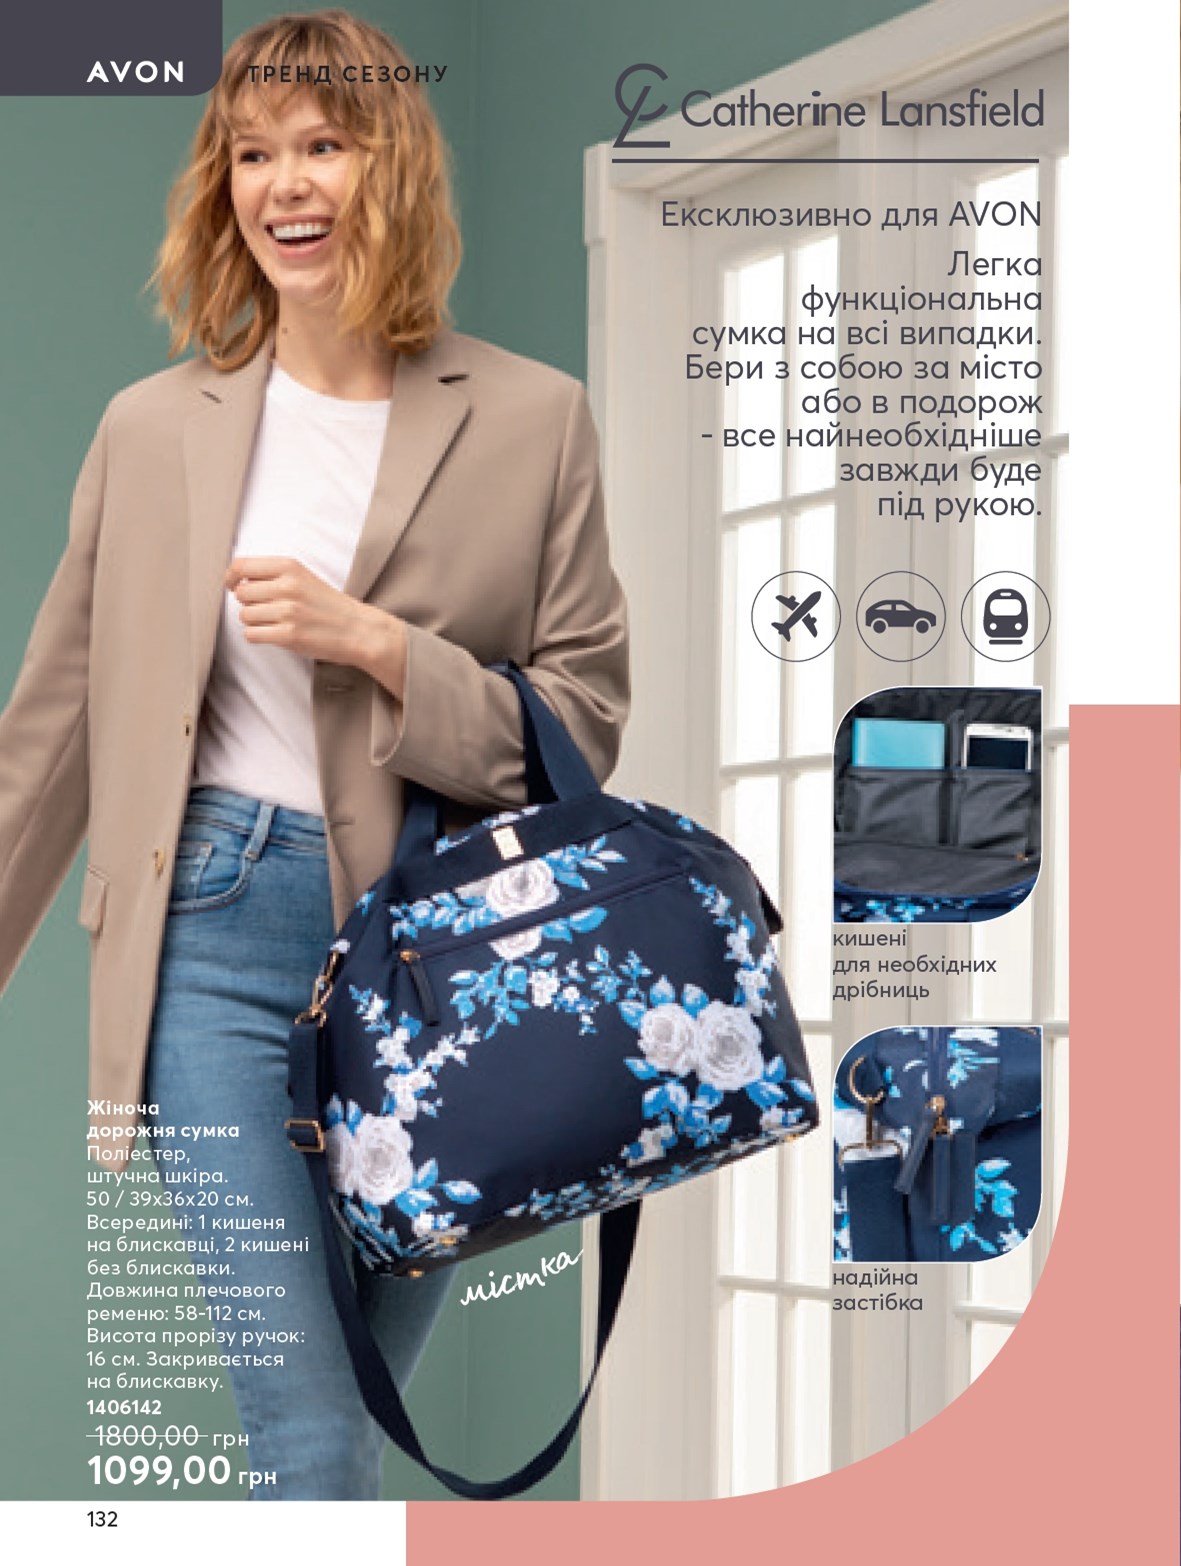 AVON
ТРЕНД СЕЗОНУ
Catherine Lansfield
Ексклюзивно для AVON
Легка
функціональна
сумка на всі випадки.
Бери з собою за місто
або в подорож
- все найнеобхідніше
завжди буде
під рукою.
кишені
для необхідних
дрібниць
надійна
застібка
містка
Жіноча
дорожня сумка
Поліестер,
штучна шкіра.
50 / 39х36х20 см.
Всередині: 1 кишеня
на блискавці, 2 кишені
без блискавки.
Довжина плечового
ременю: 58-112 см.
Висота прорізу ручок:
16 см. Закривається
на блискавку.
1406142
1800,00 грн
1099,00 грн
132